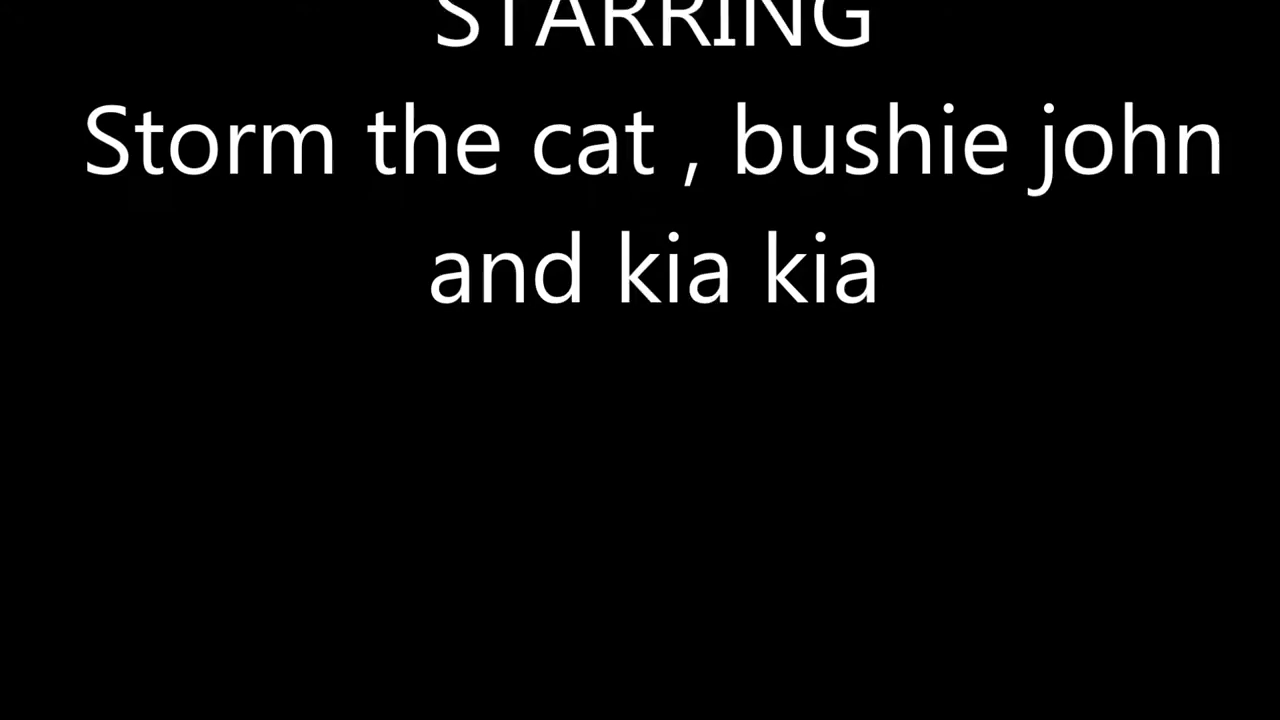 STARRING
Storm the cat , bushie john
and kia kia